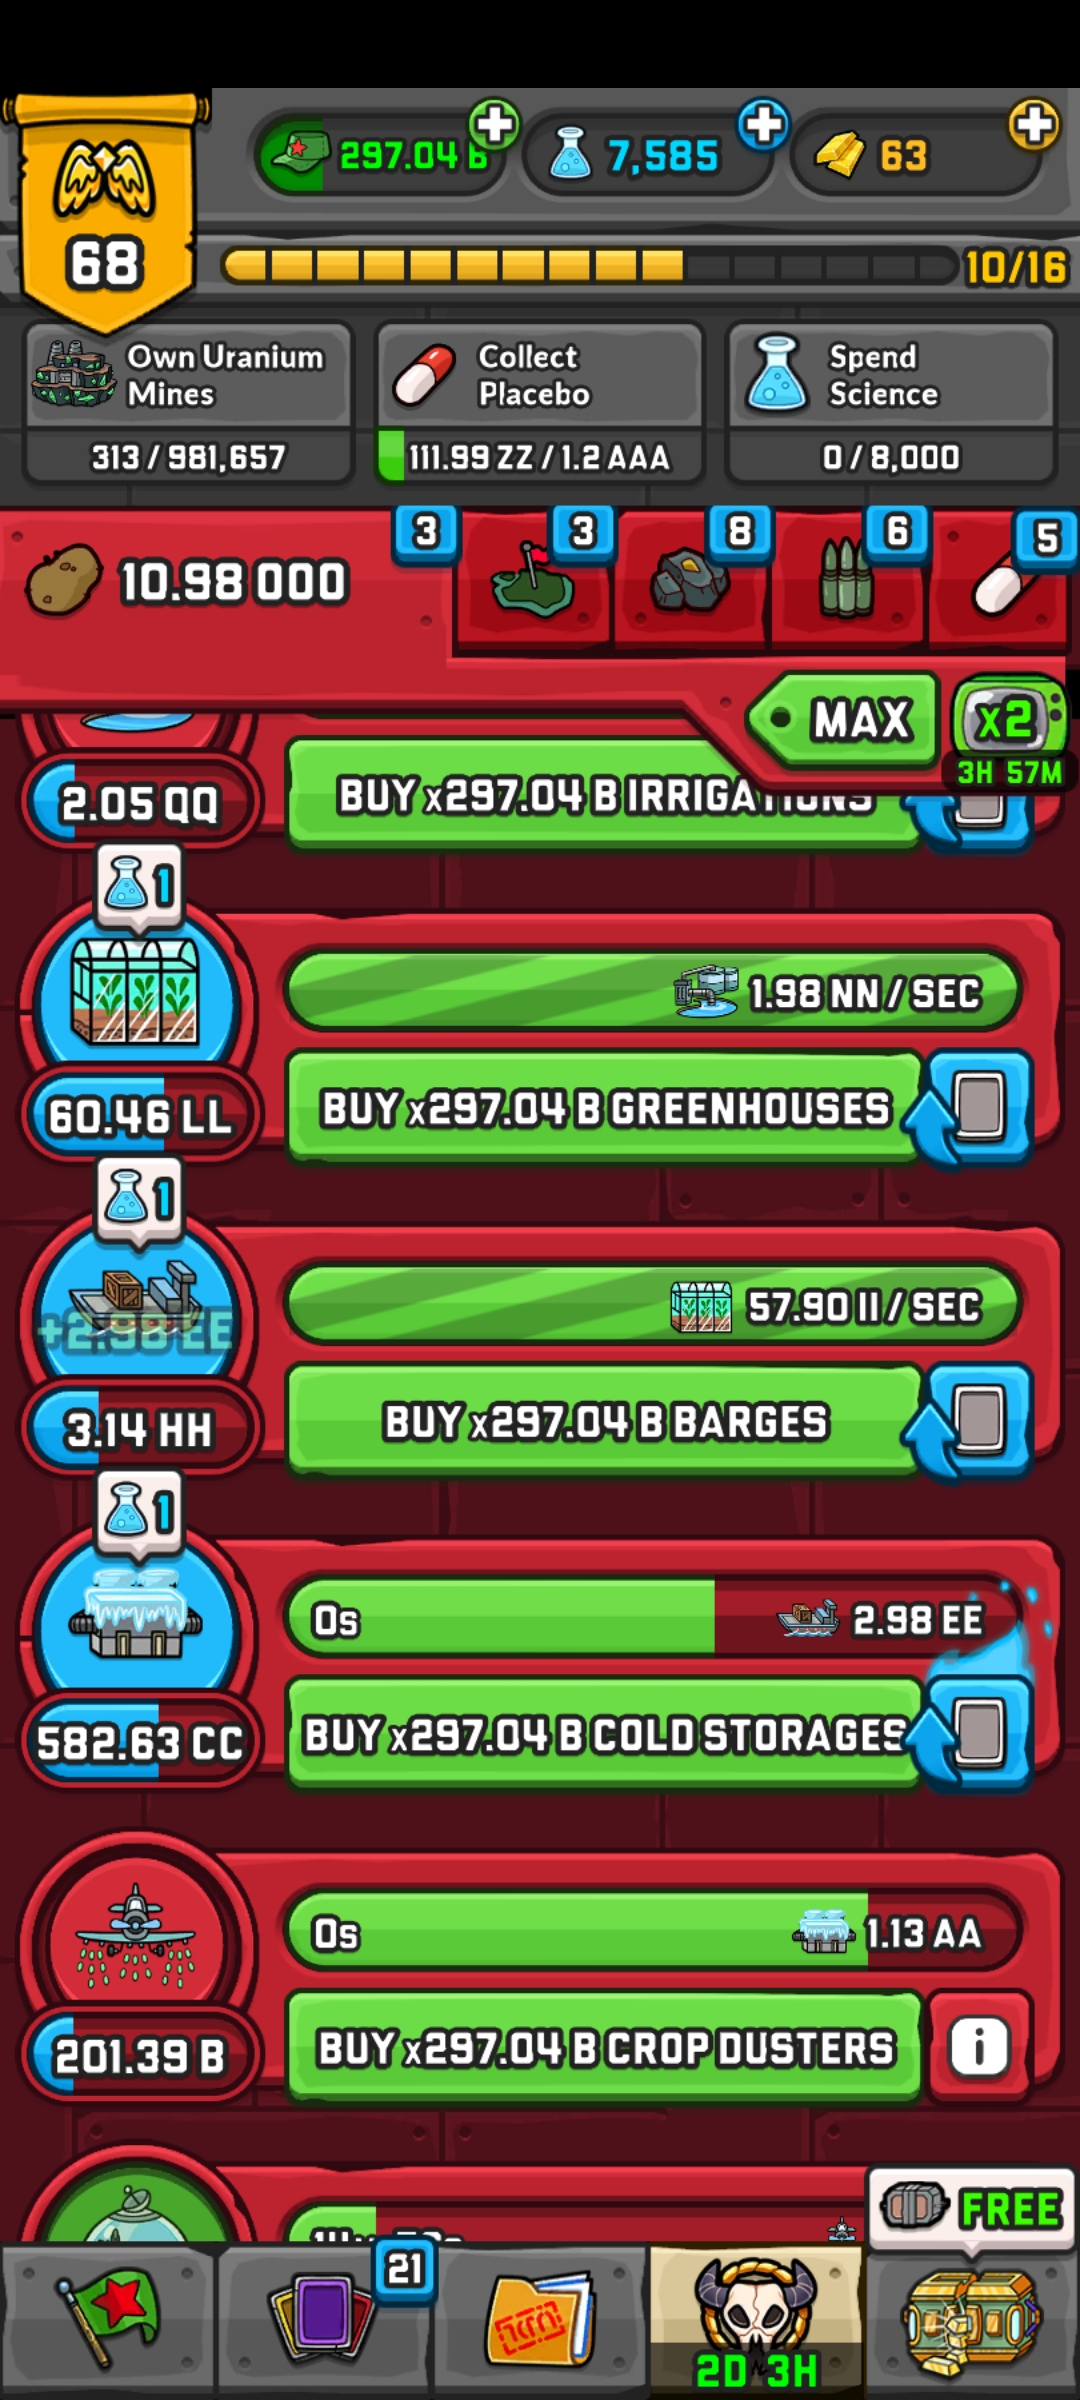 297.04 B
7,585
63
68
10/16
Own Uranium
Mines
313 / 981,657
Collect
Placebo
111.99 ZZ / 1.2 AAA
Spend
Science
0 / 8,000
10.98 OOO
3
3
8
6
5
MAX
x2
3H 57M
2.05 QQ
BUY x297.04 B IRRIGATIONS
1
1.98 NN / SEC
60.46 LL
BUY x297.04 B GREENHOUSES
1
57.90 II / SEC
+2.98 EE
3.14 HH
BUY x297.04 B BARGES
1
0s
2.98 EE
582.63 CC
BUY x297.04 B COLD STORAGES
0s
1.13 AA
201.39 B
BUY x297.04 B CROP DUSTERS
i
FREE
21
2D 3H